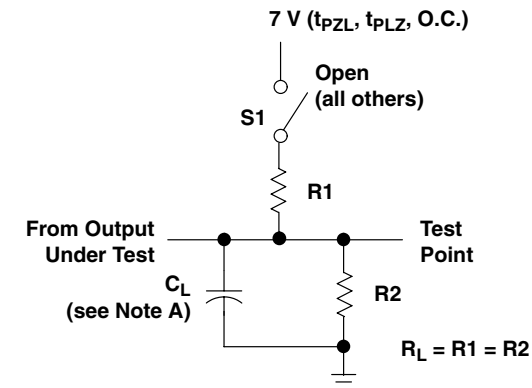 7 V (tPZL, tPLZ, O.C.)
Open
(all others)
S1
R1
From Output
Under Test
Test
Point
CL
(see Note A)
R2
RL = R1 = R2